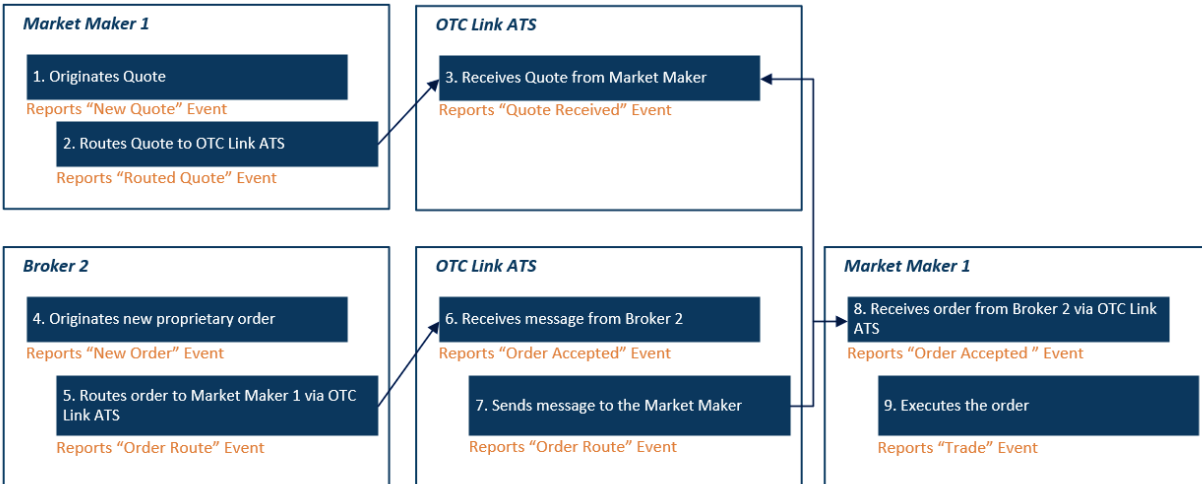 Market Maker 1
1. Originates Quote
Reports “New Quote” Event
2. Routes Quote to OTC Link ATS
Reports “Routed Quote” Event
OTC Link ATS
3. Receives Quote from Market Maker
Reports “Quote Received” Event
Broker 2
4. Originates new proprietary order
Reports “New Order” Event
5. Routes order to Market Maker 1 via OTC
Link ATS
Reports “Order Route” Event
OTC Link ATS
6. Receives message from Broker 2
Reports “Order Accepted” Event
7. Sends message to the Market Maker
Reports “Order Route” Event
Market Maker 1
8. Receives order from Broker 2 via OTC Link
ATS
Reports “Order Accepted ” Event
9. Executes the order
Reports “Trade” Event